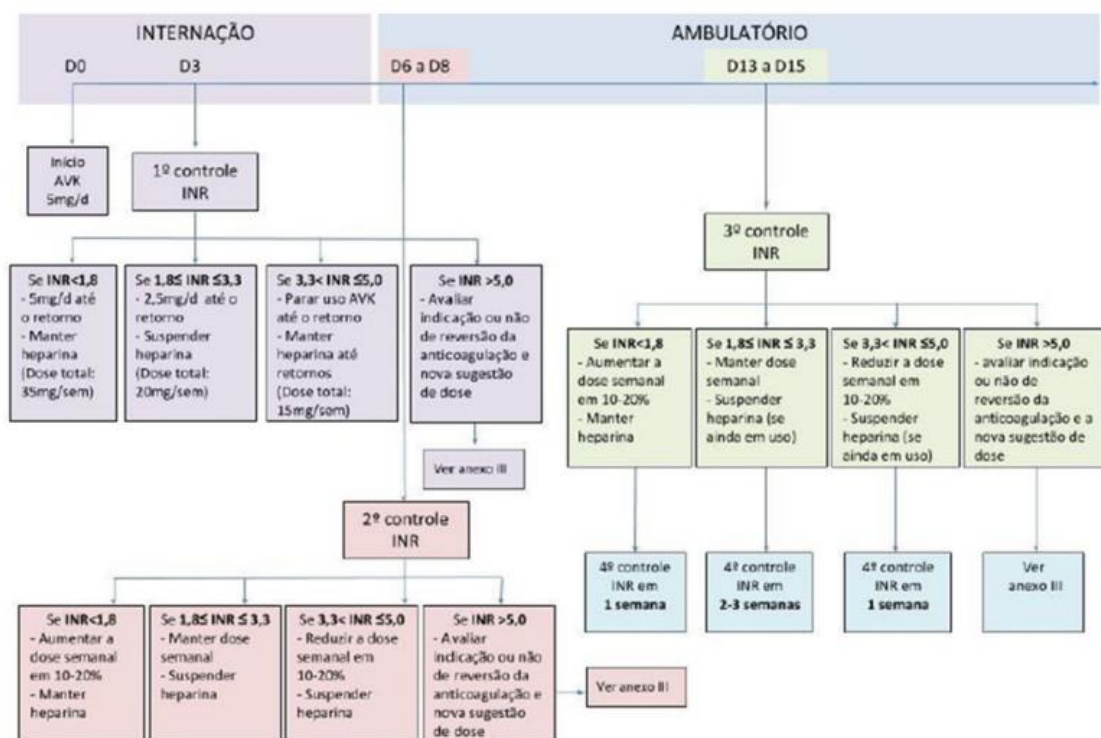 INTERNAÇÃO
AMBULATÓRIO
D0
D3
D6 a D8
D13 a D15
Início
AVK
5mg/d
1º controle
INR
Se INR<1,8
- 5mg/d até
o retorno
- Manter
heparina
(Dose total:
35mg/sem)
Se 1,8≤ INR ≤3,3
- 2,5mg/d até o
retorno
- Suspender
heparina
(Dose total:
20mg/sem)
Se 3,3< INR ≤5,0
- Parar uso AVK
até o retorno
- Manter
heparina até
retornos
(Dose total:
15mg/sem)
Se INR >5,0
- Avaliar
indicação ou não
de reversão da
anticoagulação e
nova sugestão
de dose
Ver anexo III
2º controle
INR
Se INR<1,8
- Aumentar a
dose semanal
em 10-20%
- Manter
heparina
Se 1,8≤ INR ≤ 3,3
- Manter dose
semanal
- Suspender
heparina
Se 3,3< INR ≤5,0
- Reduzir a dose
semanal em
10-20%
- Suspender
heparina
Se INR >5,0
- Avaliar
indicação ou não
de reversão da
anticoagulação e
nova sugestão
de dose
Ver anexo III
3º controle
INR
Se INR<1,8
- Aumentar a
dose semanal
em 10-20%
- Manter
heparina
Se 1,8≤ INR ≤ 3,3
- Manter dose
semanal
- Suspender
heparina (se
ainda em uso)
Se 3,3< INR ≤5,0
- Reduzir a dose
semanal em
10-20%
- Suspender
heparina (se
ainda em uso)
Se INR >5,0
- avaliar indicação
ou não de
reversão da
anticoagulação e a
nova sugestão de
dose
4º controle
INR em
1 semana
4º controle
INR em
2-3 semanas
4º controle
INR em
1 semana
Ver
anexo III